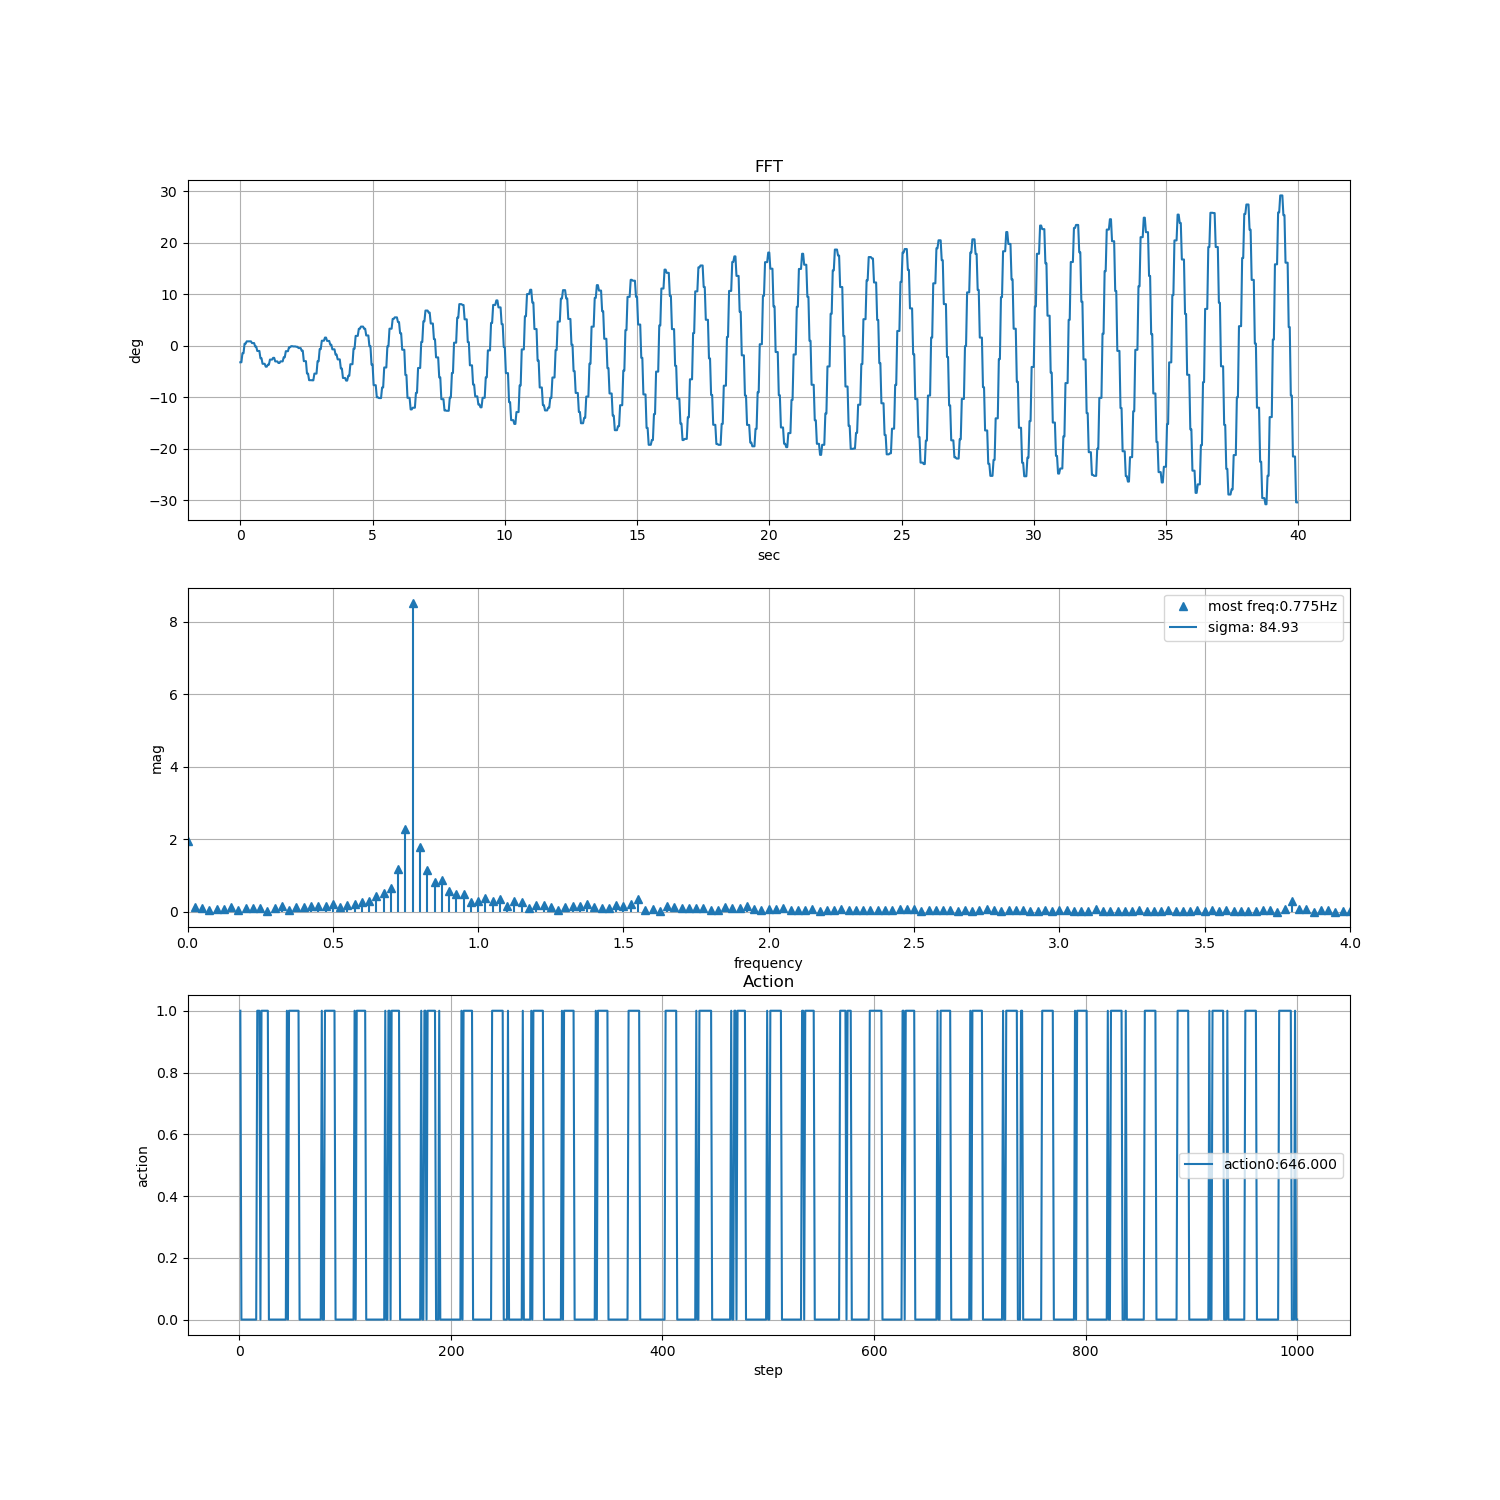 FFT
30
20
10
0
−10
−20
−30
deg
0 5 10 15 20 25 30 35 40
sec
8
6
4
2
0
mag
most freq:0.775Hz
sigma: 84.93
0.0 0.5 1.0 1.5 2.0 2.5 3.0 3.5 4.0
frequency
Action
1.0
0.8
0.6
0.4
0.2
0.0
action
action0:646.000
0 200 400 600 800 1000
step